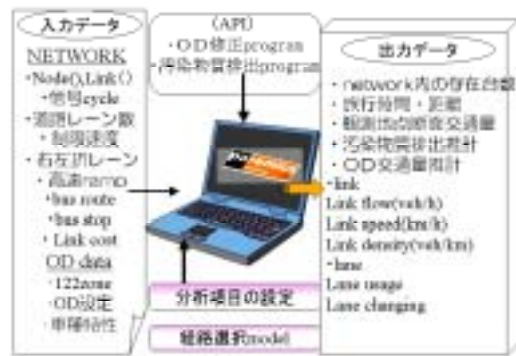 入力データ
NETWORK
・Node(),Link()
・信号cycle
・道路レーン数
・制限速度
・右左折レーン
・高速ramp
・bus route
・bus stop
・Link cost
OD data
・122zone
・OD設定
・車種特性
(API)
・OD修正program
・汚染物質排出program
分析項目の設定
経路選択model
出力データ
・network内の存在台数
・旅行時間・距離
・観測地点断面交通量
・汚染物質排出推計
・OD交通量推計
・link
Link flow(veh/h)
Link speed(km/h)
Link density(veh/km)
・lane
Lane usage
Lane changing